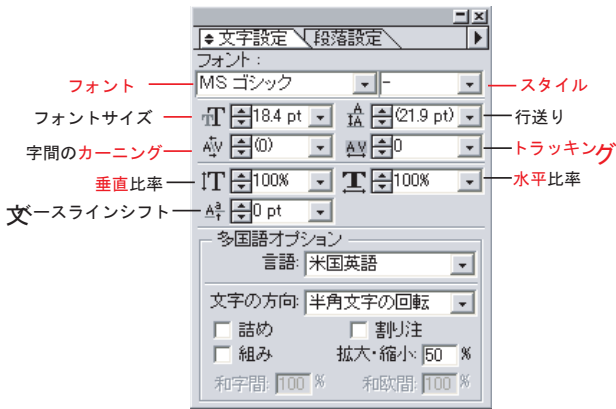 文字設定 段落設定
フォント：
フォント MS ゴシック - スタイル
フォントサイズ 18.4 pt (21.9 pt) 行送り
字間のカーニング (0) 0 トラッキング
垂直比率 100% 100% 水平比率
文ベースラインシフト 0 pt
多国語オプション
言語: 米国英語
文字の方向: 半角文字の回転
詰め 割り注
組み 拡大・縮小: 50 %
和字間: 100 % 和欧間: 100 %